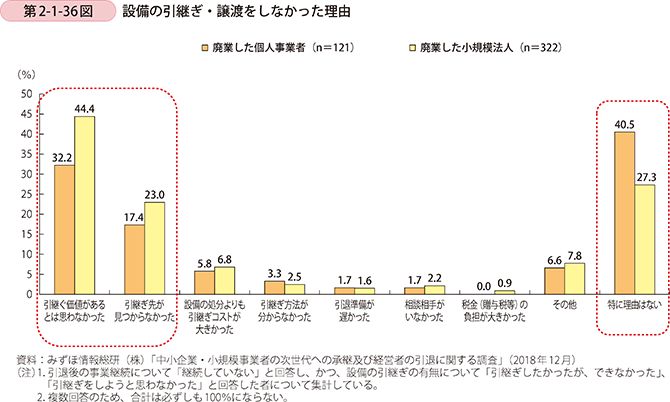 第2-1-36図
設備の引継ぎ・譲渡をしなかった理由
廃業した個人事業者（n＝121）
廃業した小規模法人（n＝322）
（％）
50
45
40
35
30
25
20
15
10
5
0
32.2
44.4
17.4
23.0
5.8
6.8
3.3
2.5
1.7
1.6
1.7
2.2
0.0
0.9
6.6
7.8
40.5
27.3
引継ぐ価値がある
とは思わなかった
引継ぎ先が
見つからなかった
設備の処分よりも
引継ぎコストが
大きかった
引継ぎ方法が
分からなかった
引退準備が
遅かった
相談相手が
いなかった
税金（贈与税等）の
負担が大きかった
その他
特に理由はない
資料：みずほ情報総研（株）「中小企業・小規模事業者の次世代への承継及び経営者の引退に関する調査」（2018年12月）
（注）1. 引退後の事業継続について「継続していない」と回答し、かつ、設備の引継ぎの有無について「引継ぎしたかったが、できなかった」、
「引継ぎをしようと思わなかった」と回答した者について集計している。
2. 複数回答のため、合計は必ずしも100％にならない。